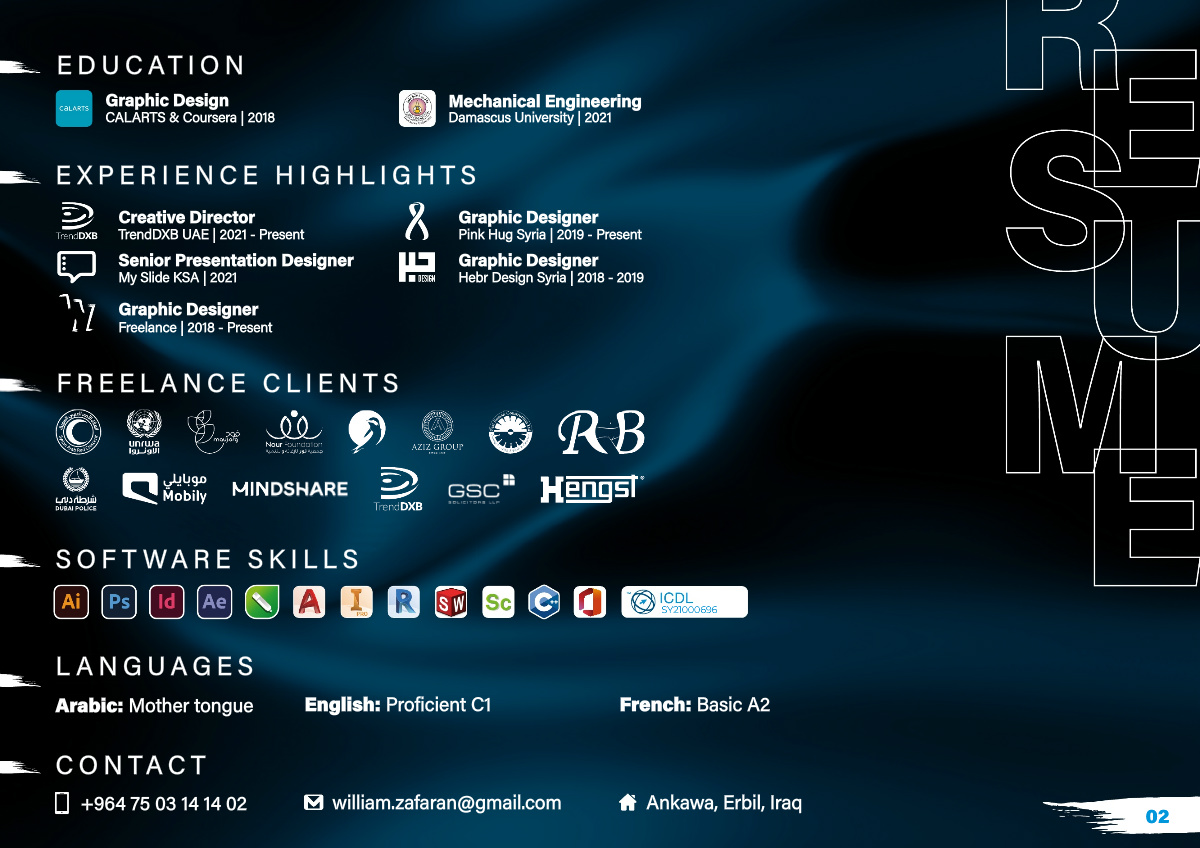 RESUME
EDUCATION
CALARTS
Graphic Design
CALARTS & Coursera | 2018
Mechanical Engineering
Damascus University | 2021
EXPERIENCE HIGHLIGHTS
TrendDXB
Creative Director
TrendDXB UAE | 2021 - Present
Graphic Designer
Pink Hug Syria | 2019 - Present
Senior Presentation Designer
My Slide KSA | 2021
DESIGN
Graphic Designer
Hebr Design Syria | 2018 - 2019
Graphic Designer
Freelance | 2018 - Present
FREELANCE CLIENTS
unrwa
الأونروا
Nour Foundation
AZIZ GROUP
R B
شرطة دبي
DUBAI POLICE
موبايلي
Mobily
MINDSHARE
TrendDXB
GSC
SOLICITORS LLP
Hengst
SOFTWARE SKILLS
Ai
Ps
Id
Ae
A
I
PRO
R
SW
Sc
C++
ICDL
SY21000696
LANGUAGES
Arabic: Mother tongue
English: Proficient C1
French: Basic A2
CONTACT
+964 75 03 14 14 02
william.zafaran@gmail.com
Ankawa, Erbil, Iraq
02